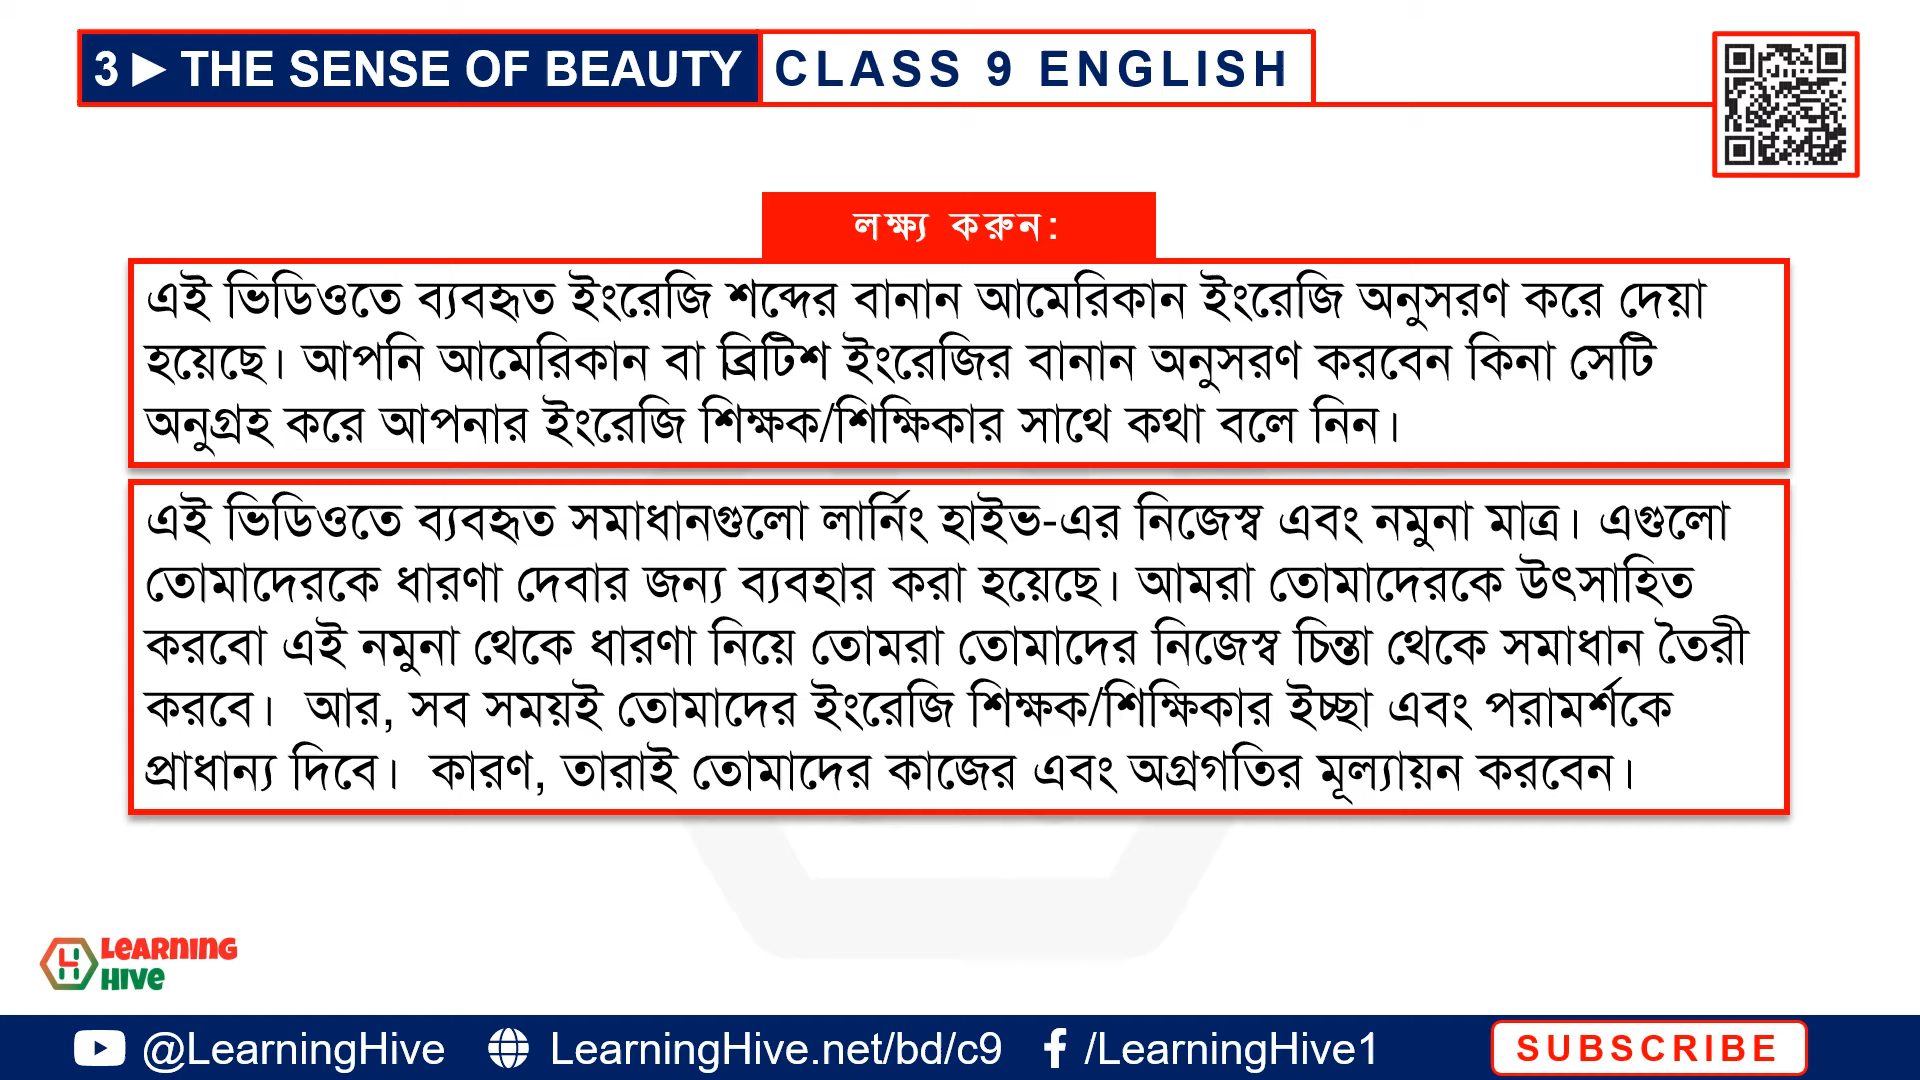 3 ► THE SENSE OF BEAUTY CLASS 9 ENGLISH
লক্ষ্য করুন:
এই ভিডিওতে ব্যবহৃত ইংরেজি শব্দের বানান আমেরিকান ইংরেজি অনুসরণ করে দেয়া
হয়েছে। আপনি আমেরিকান বা ব্রিটিশ ইংরেজির বানান অনুসরণ করবেন কিনা সেটি
অনুগ্রহ করে আপনার ইংরেজি শিক্ষক/শিক্ষিকার সাথে কথা বলে নিন।
এই ভিডিওতে ব্যবহৃত সমাধানগুলো লার্নিং হাইভ-এর নিজেস্ব এবং নমুনা মাত্র। এগুলো
তোমাদেরকে ধারণা দেবার জন্য ব্যবহার করা হয়েছে। আমরা তোমাদেরকে উৎসাহিত
করবো এই নমুনা থেকে ধারণা নিয়ে তোমরা তোমাদের নিজেস্ব চিন্তা থেকে সমাধান তৈরী
করবে। আর, সব সময়ই তোমাদের ইংরেজি শিক্ষক/শিক্ষিকার ইচ্ছা এবং পরামর্শকে
প্রাধান্য দিবে। কারণ, তারাই তোমাদের কাজের এবং অগ্রগতির মূল্যায়ন করবেন।
LEARNING
HIVE
@LearningHive LearningHive.net/bd/c9 /LearningHive1 SUBSCRIBE